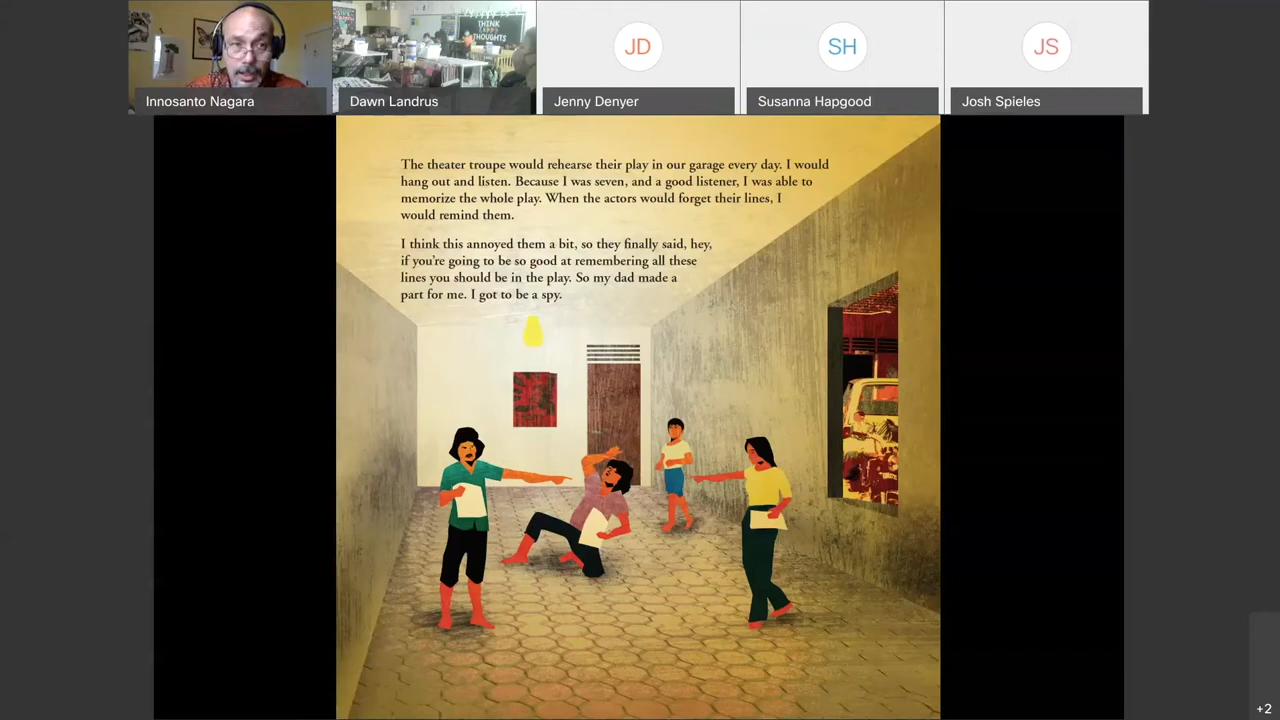 THINK
THOUGHTS
JD
SH
JS
Innosanto Nagara
Dawn Landrus
Jenny Denyer
Susanna Hapgood
Josh Spieles
The theater troupe would rehearse their play in our garage every day. I would
hang out and listen. Because I was seven, and a good listener, I was able to
memorize the whole play. When the actors would forget their lines, I
would remind them.
I think this annoyed them a bit, so they finally said, hey,
if you're going to be so good at remembering all these
lines you should be in the play. So my dad made a
part for me. I got to be a spy.
+2